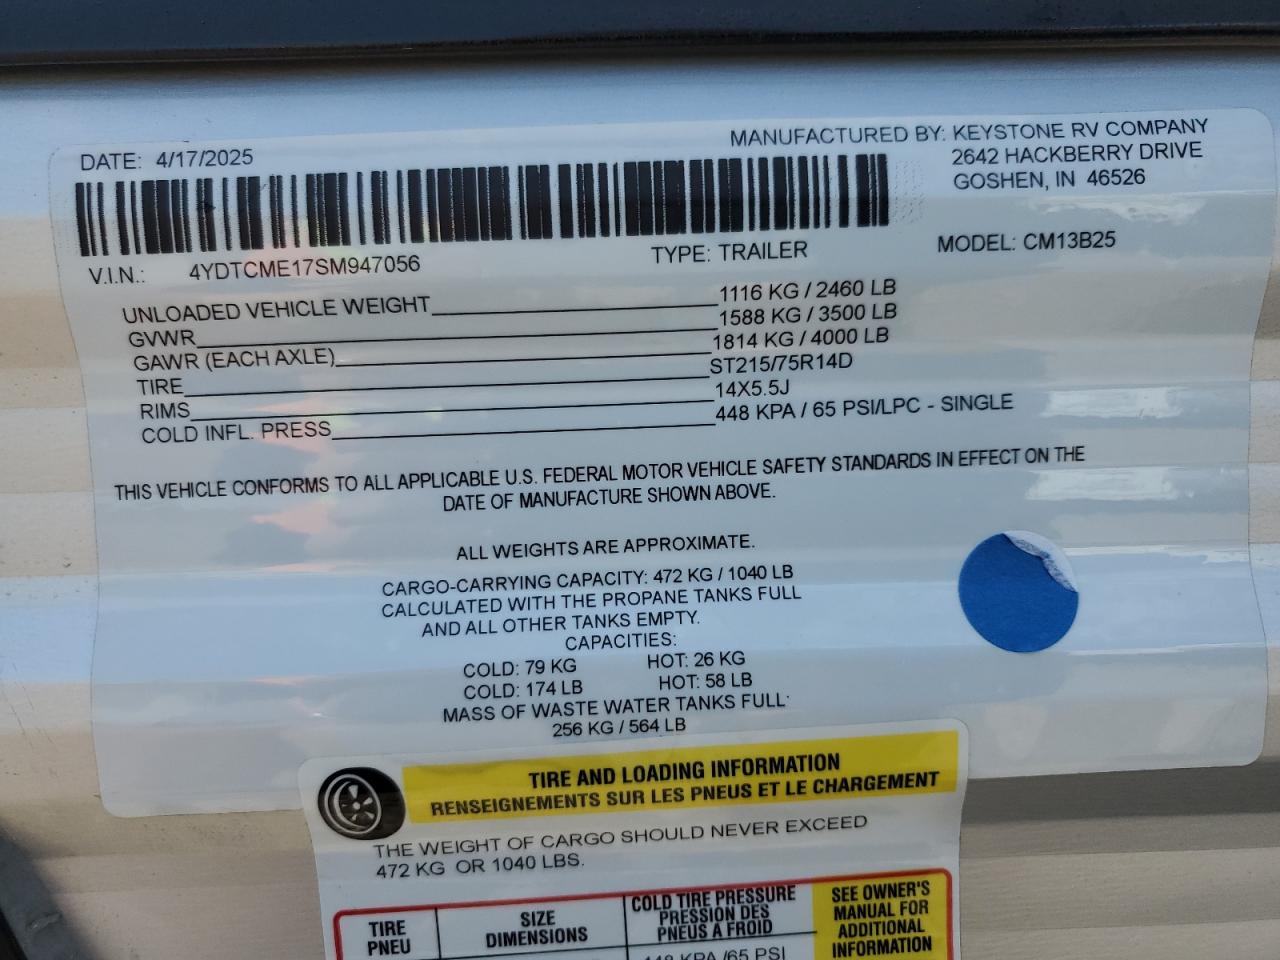 DATE: 4/17/2025
MANUFACTURED BY: KEYSTONE RV COMPANY
2642 HACKBERRY DRIVE
GOSHEN, IN 46526
V.I.N.: 4YDTCME17SM947056
TYPE: TRAILER
MODEL: CM13B25
UNLOADED VEHICLE WEIGHT 1116 KG / 2460 LB
GVWR 1588 KG / 3500 LB
GAWR (EACH AXLE) 1814 KG / 4000 LB
TIRE ST215/75R14D
RIMS 14X5.5J
COLD INFL. PRESS 448 KPA / 65 PSI/LPC - SINGLE
THIS VEHICLE CONFORMS TO ALL APPLICABLE U.S. FEDERAL MOTOR VEHICLE SAFETY STANDARDS IN EFFECT ON THE
DATE OF MANUFACTURE SHOWN ABOVE.
ALL WEIGHTS ARE APPROXIMATE.
CARGO-CARRYING CAPACITY: 472 KG / 1040 LB
CALCULATED WITH THE PROPANE TANKS FULL
AND ALL OTHER TANKS EMPTY.
CAPACITIES:
COLD: 79 KG HOT: 26 KG
COLD: 174 LB HOT: 58 LB
MASS OF WASTE WATER TANKS FULL
256 KG / 564 LB
TIRE AND LOADING INFORMATION
RENSEIGNEMENTS SUR LES PNEUS ET LE CHARGEMENT
THE WEIGHT OF CARGO SHOULD NEVER EXCEED
472 KG OR 1040 LBS.
TIRE
PNEU
SIZE
DIMENSIONS
COLD TIRE PRESSURE
PRESSION DES
PNEUS A FROID
448 KPA /65 PSI
SEE OWNER'S
MANUAL FOR
ADDITIONAL
INFORMATION